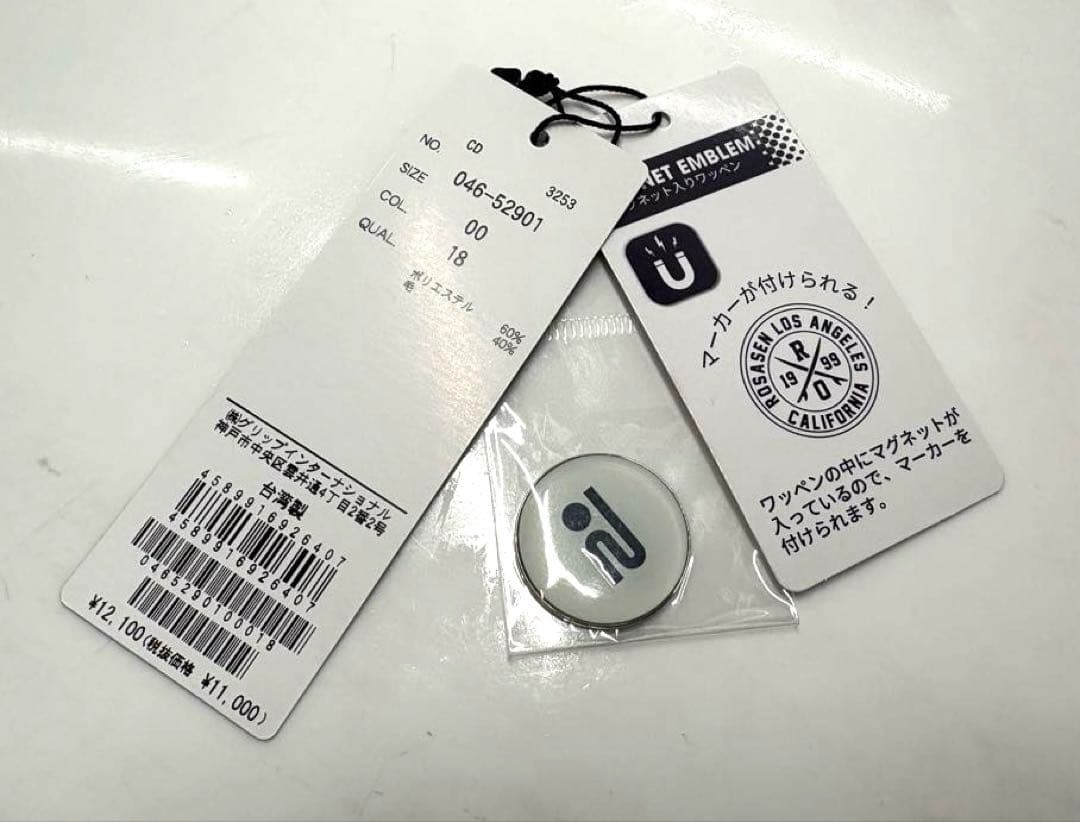 NO.
CD
3253
SIZE
046-52901
COL.
00
QUAL.
18
ポリエステル 60%
毛 40%
㈱グリップインターナショナル
神戸市中央区雲井通4丁目2番2号
台湾製
4589916926407
4589916926407
0465290100018
¥12,100(税抜価格 ¥11,000)
NET EMBLEM
ネット入りワッペン
マーカーが付けられる!
ROSASEN LOS ANGELES
R
19 99
O
CALIFORNIA
ワッペンの中にマグネットが
入っているので、マーカーを
付けられます。